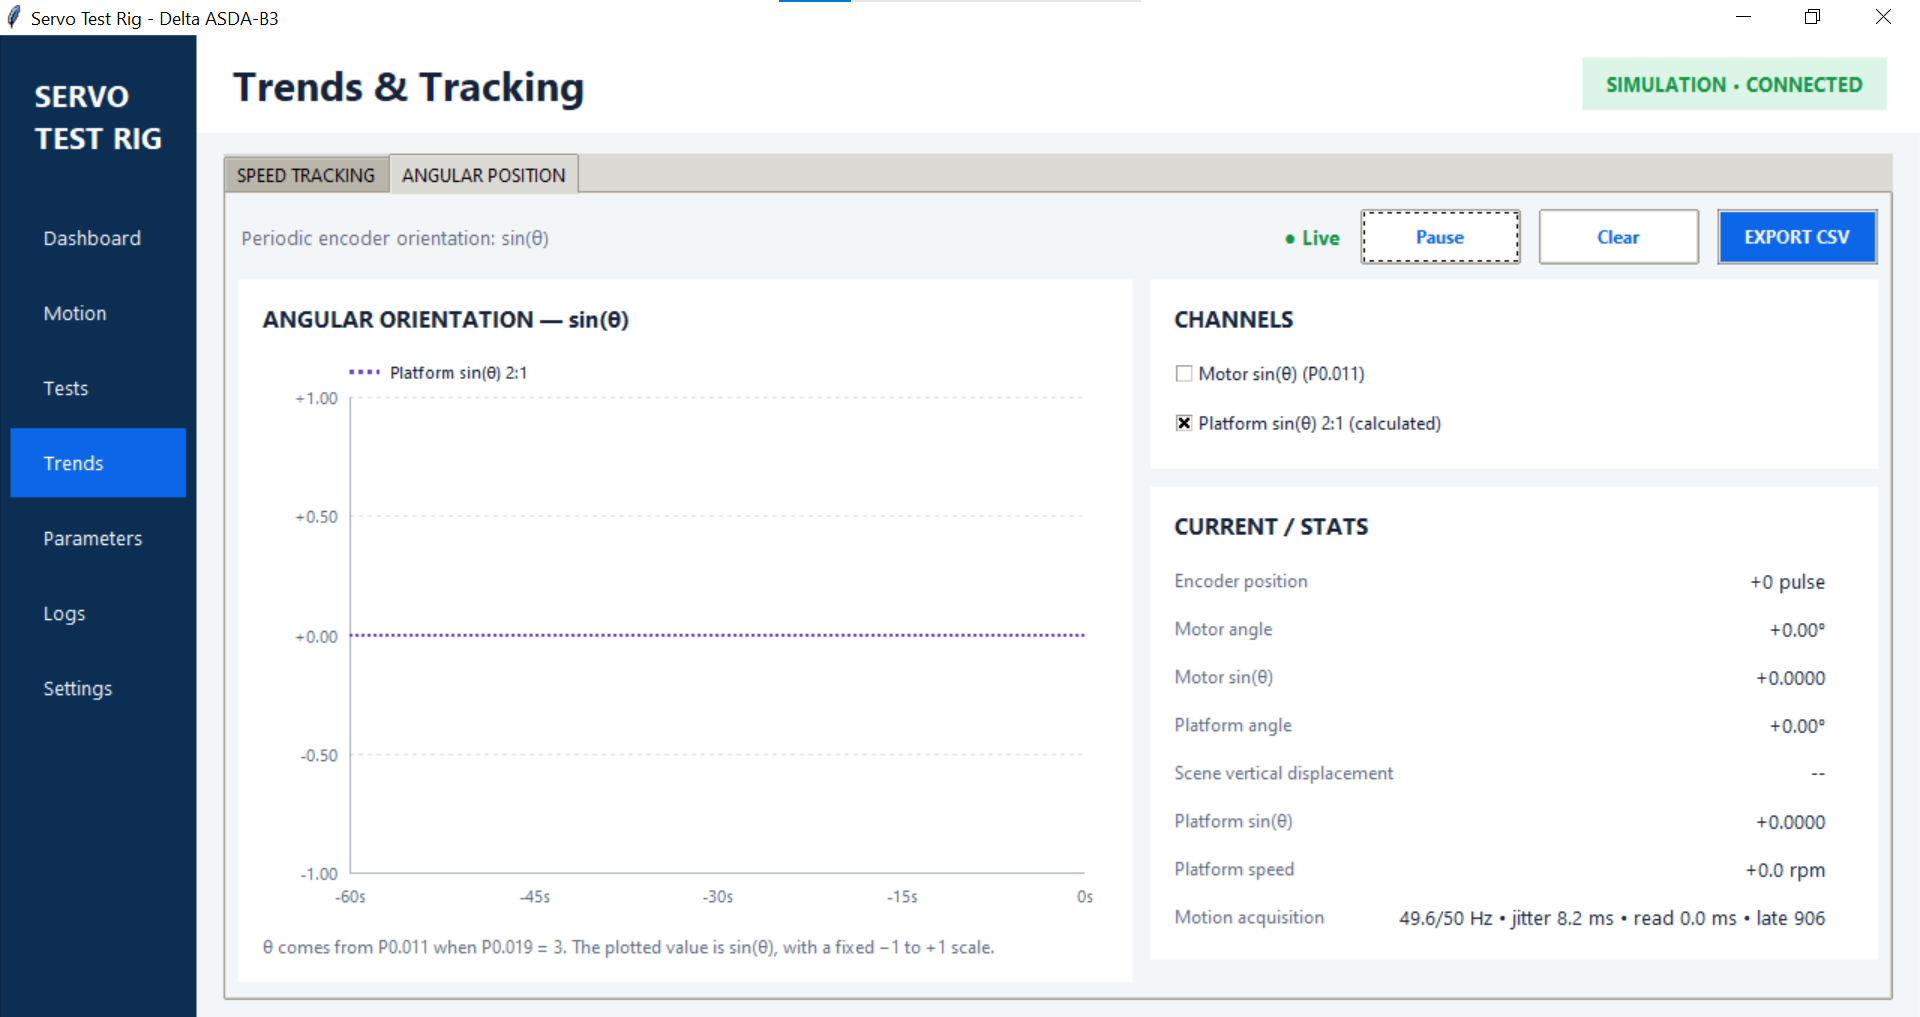 Servo Test Rig - Delta ASDA-B3
SERVO
TEST RIG
Dashboard
Motion
Tests
Trends
Parameters
Logs
Settings
Trends & Tracking
SIMULATION • CONNECTED
SPEED TRACKING
ANGULAR POSITION
Periodic encoder orientation: sin(θ)
● Live
Pause
Clear
EXPORT CSV
ANGULAR ORIENTATION — sin(θ)
Platform sin(θ) 2:1
+1.00
+0.50
+0.00
-0.50
-1.00
-60s
-45s
-30s
-15s
0s
θ comes from P0.011 when P0.019 = 3. The plotted value is sin(θ), with a fixed −1 to +1 scale.
CHANNELS
Motor sin(θ) (P0.011)
Platform sin(θ) 2:1 (calculated)
CURRENT / STATS
Encoder position +0 pulse
Motor angle +0.00°
Motor sin(θ) +0.0000
Platform angle +0.00°
Scene vertical displacement --
Platform sin(θ) +0.0000
Platform speed +0.0 rpm
Motion acquisition 49.6/50 Hz • jitter 8.2 ms • read 0.0 ms • late 906